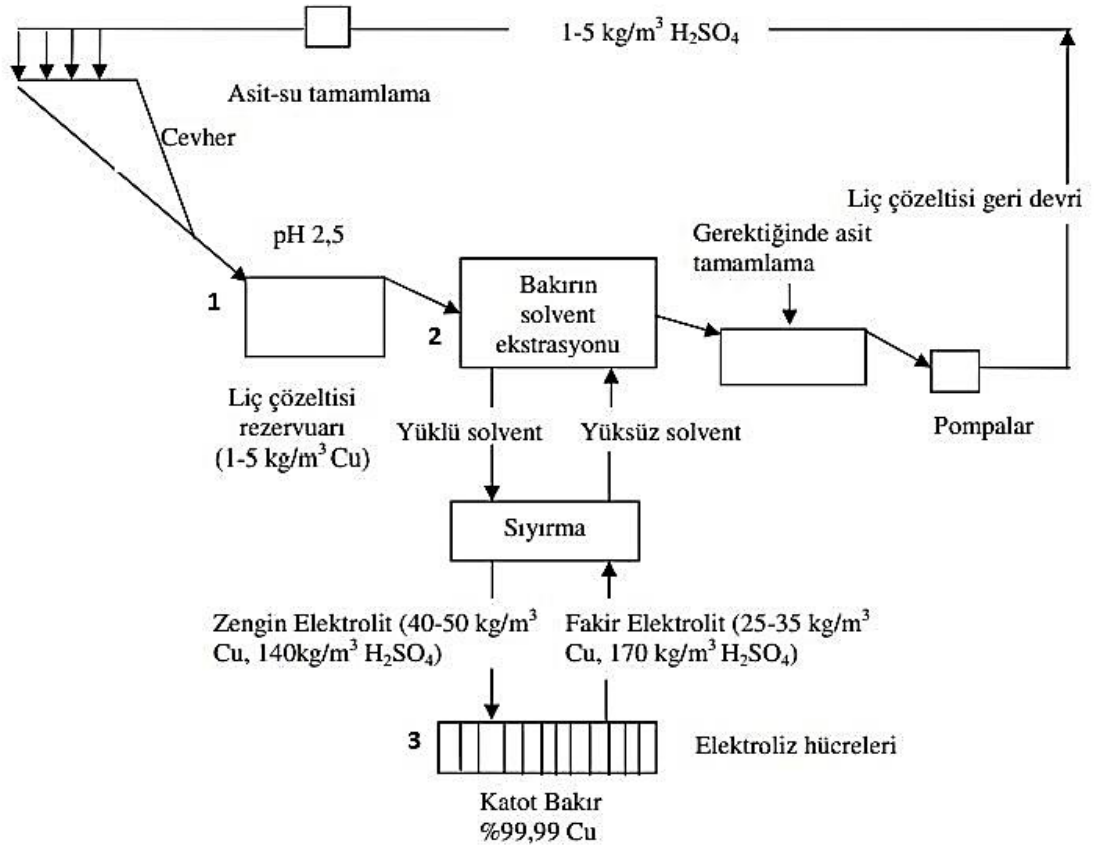 1-5 kg/m³ H₂SO₄
Asit-su tamamlama
Cevher
Liç çözeltisi geri devri
pH 2,5
Gerektiğinde asit
tamamlama
1
2
Bakırın
solvent
ekstrasyonu
Liç çözeltisi
rezervuarı
(1-5 kg/m³ Cu)
Yüklü solvent
Yüksüz solvent
Pompalar
Sıyırma
Zengin Elektrolit (40-50 kg/m³
Cu, 140kg/m³ H₂SO₄)
Fakir Elektrolit (25-35 kg/m³
Cu, 170 kg/m³ H₂SO₄)
3
Elektroliz hücreleri
Katot Bakır
%99,99 Cu